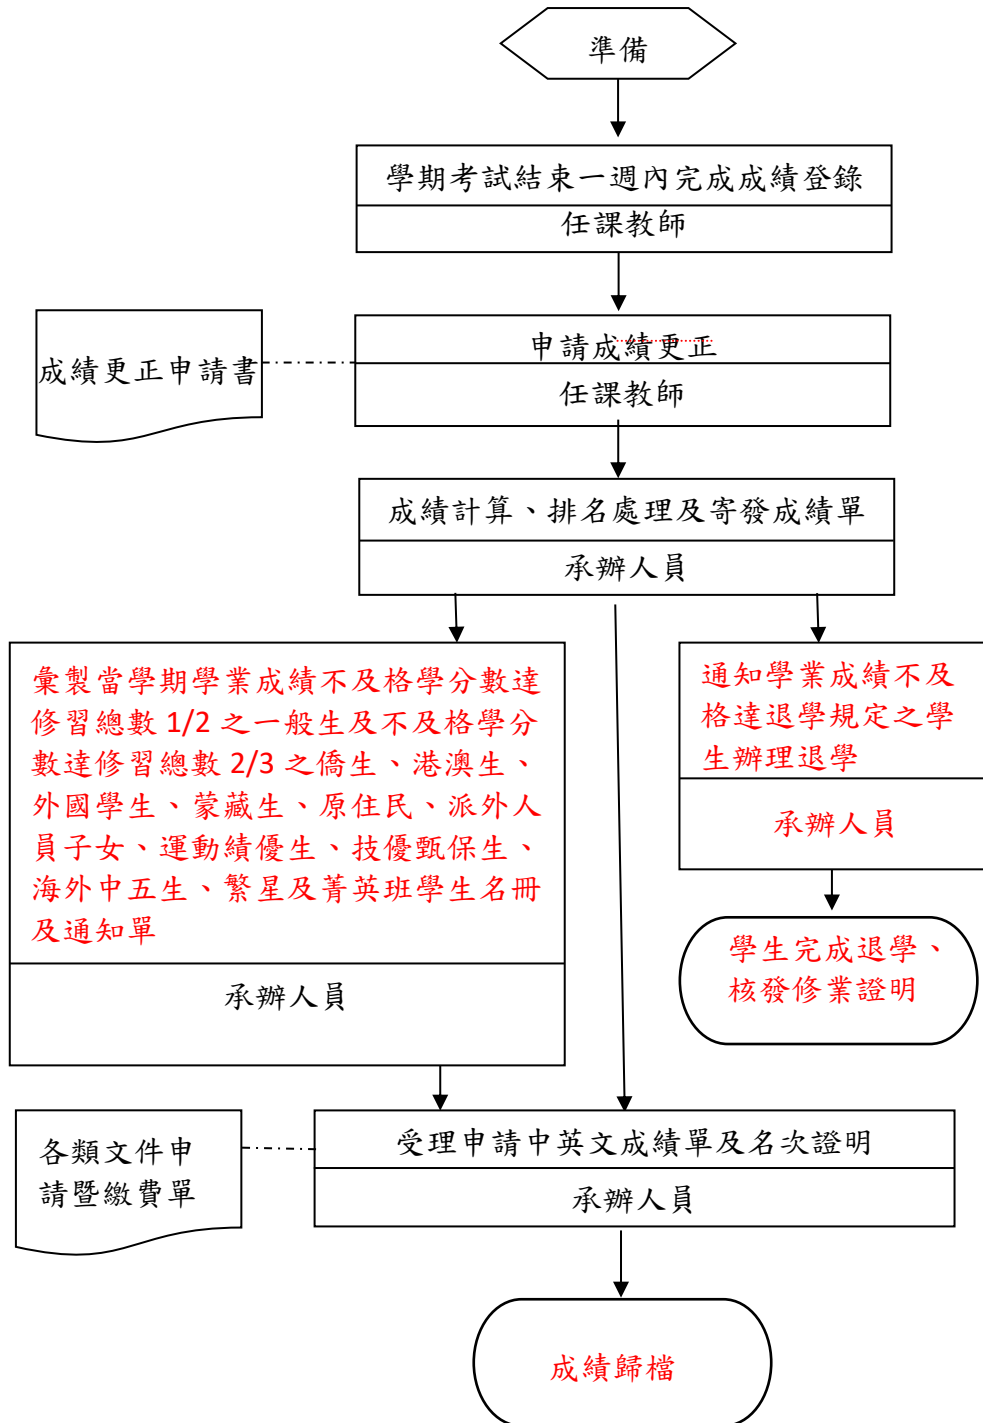 準備
學期考試結束一週內完成成績登錄
任課教師
成績更正申請書
申請成績更正
任課教師
成績計算、排名處理及寄發成績單
承辦人員
彙製當學期學業成績不及格學分數達
修習總數 1/2 之一般生及不及格學分
數達修習總數 2/3 之僑生、港澳生、
外國學生、蒙藏生、原住民、派外人
員子女、運動績優生、技優甄保生、
海外中五生、繁星及菁英班學生名冊
及通知單
承辦人員
通知學業成績不及
格達退學規定之學
生辦理退學
承辦人員
學生完成退學、
核發修業證明
各類文件申
請暨繳費單
受理申請中英文成績單及名次證明
承辦人員
成績歸檔